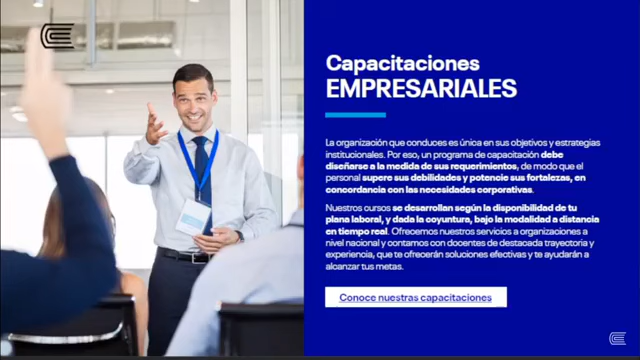 Capacitaciones
EMPRESARIALES
La organización que conduces es única en sus objetivos y estrategias
institucionales. Por eso, un programa de capacitación debe
diseñarse a la medida de sus requerimientos, de modo que el
personal supere sus debilidades y potencie sus fortalezas, en
concordancia con las necesidades corporativas.
Nuestros cursos se desarrollan según la disponibilidad de tu
plana laboral, y dada la coyuntura, bajo la modalidad a distancia
en tiempo real. Ofrecemos nuestros servicios a organizaciones a
nivel nacional y contamos con docentes de destacada trayectoria y
experiencia, que te ofrecerán soluciones efectivas y te ayudarán a
alcanzar tus metas.
Conoce nuestras capacitaciones